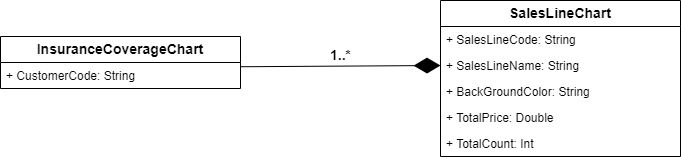 InsuranceCoverageChart
+ CustomerCode: String
1..*
SalesLineChart
+ SalesLineCode: String
+ SalesLineName: String
+ BackGroundColor: String
+ TotalPrice: Double
+ TotalCount: Int